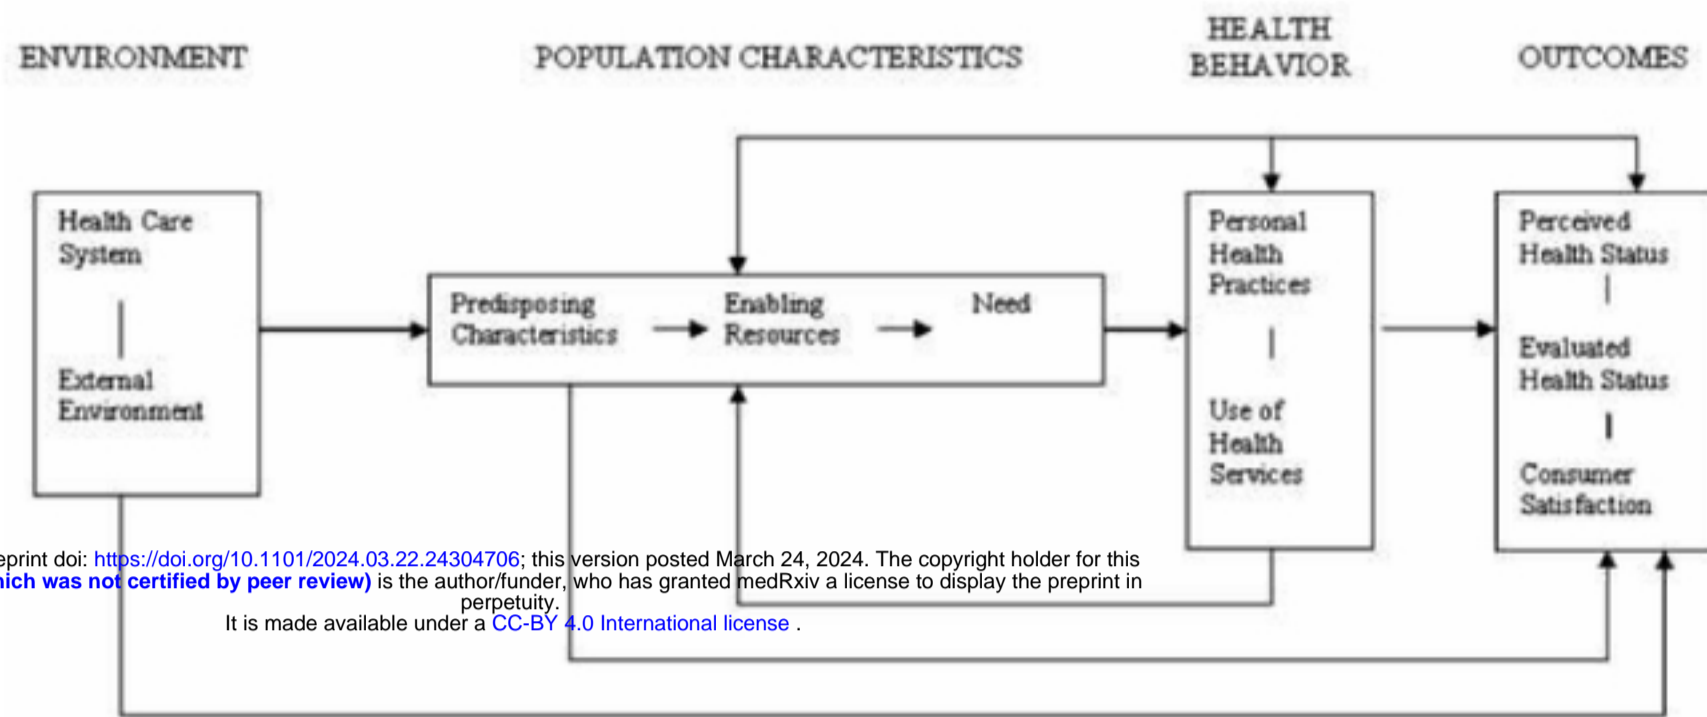 ENVIRONMENT
POPULATION CHARACTERISTICS
HEALTH
BEHAVIOR
OUTCOMES
Health Care
System
External
Environment
Predisposing
Characteristics
Enabling
Resources
Need
Personal
Health
Practices
Use of
Health
Services
Perceived
Health Status
Evaluated
Health Status
Consumer
Satisfaction
doi: https://doi.org/10.1101/2024.03.22.24304706; this version posted March 24, 2024. The copyright holder for this
was not certified by peer review) is the author/funder, who has granted medRxiv a license to display the preprint in
perpetuity.
It is made available under a CC-BY 4.0 International license .